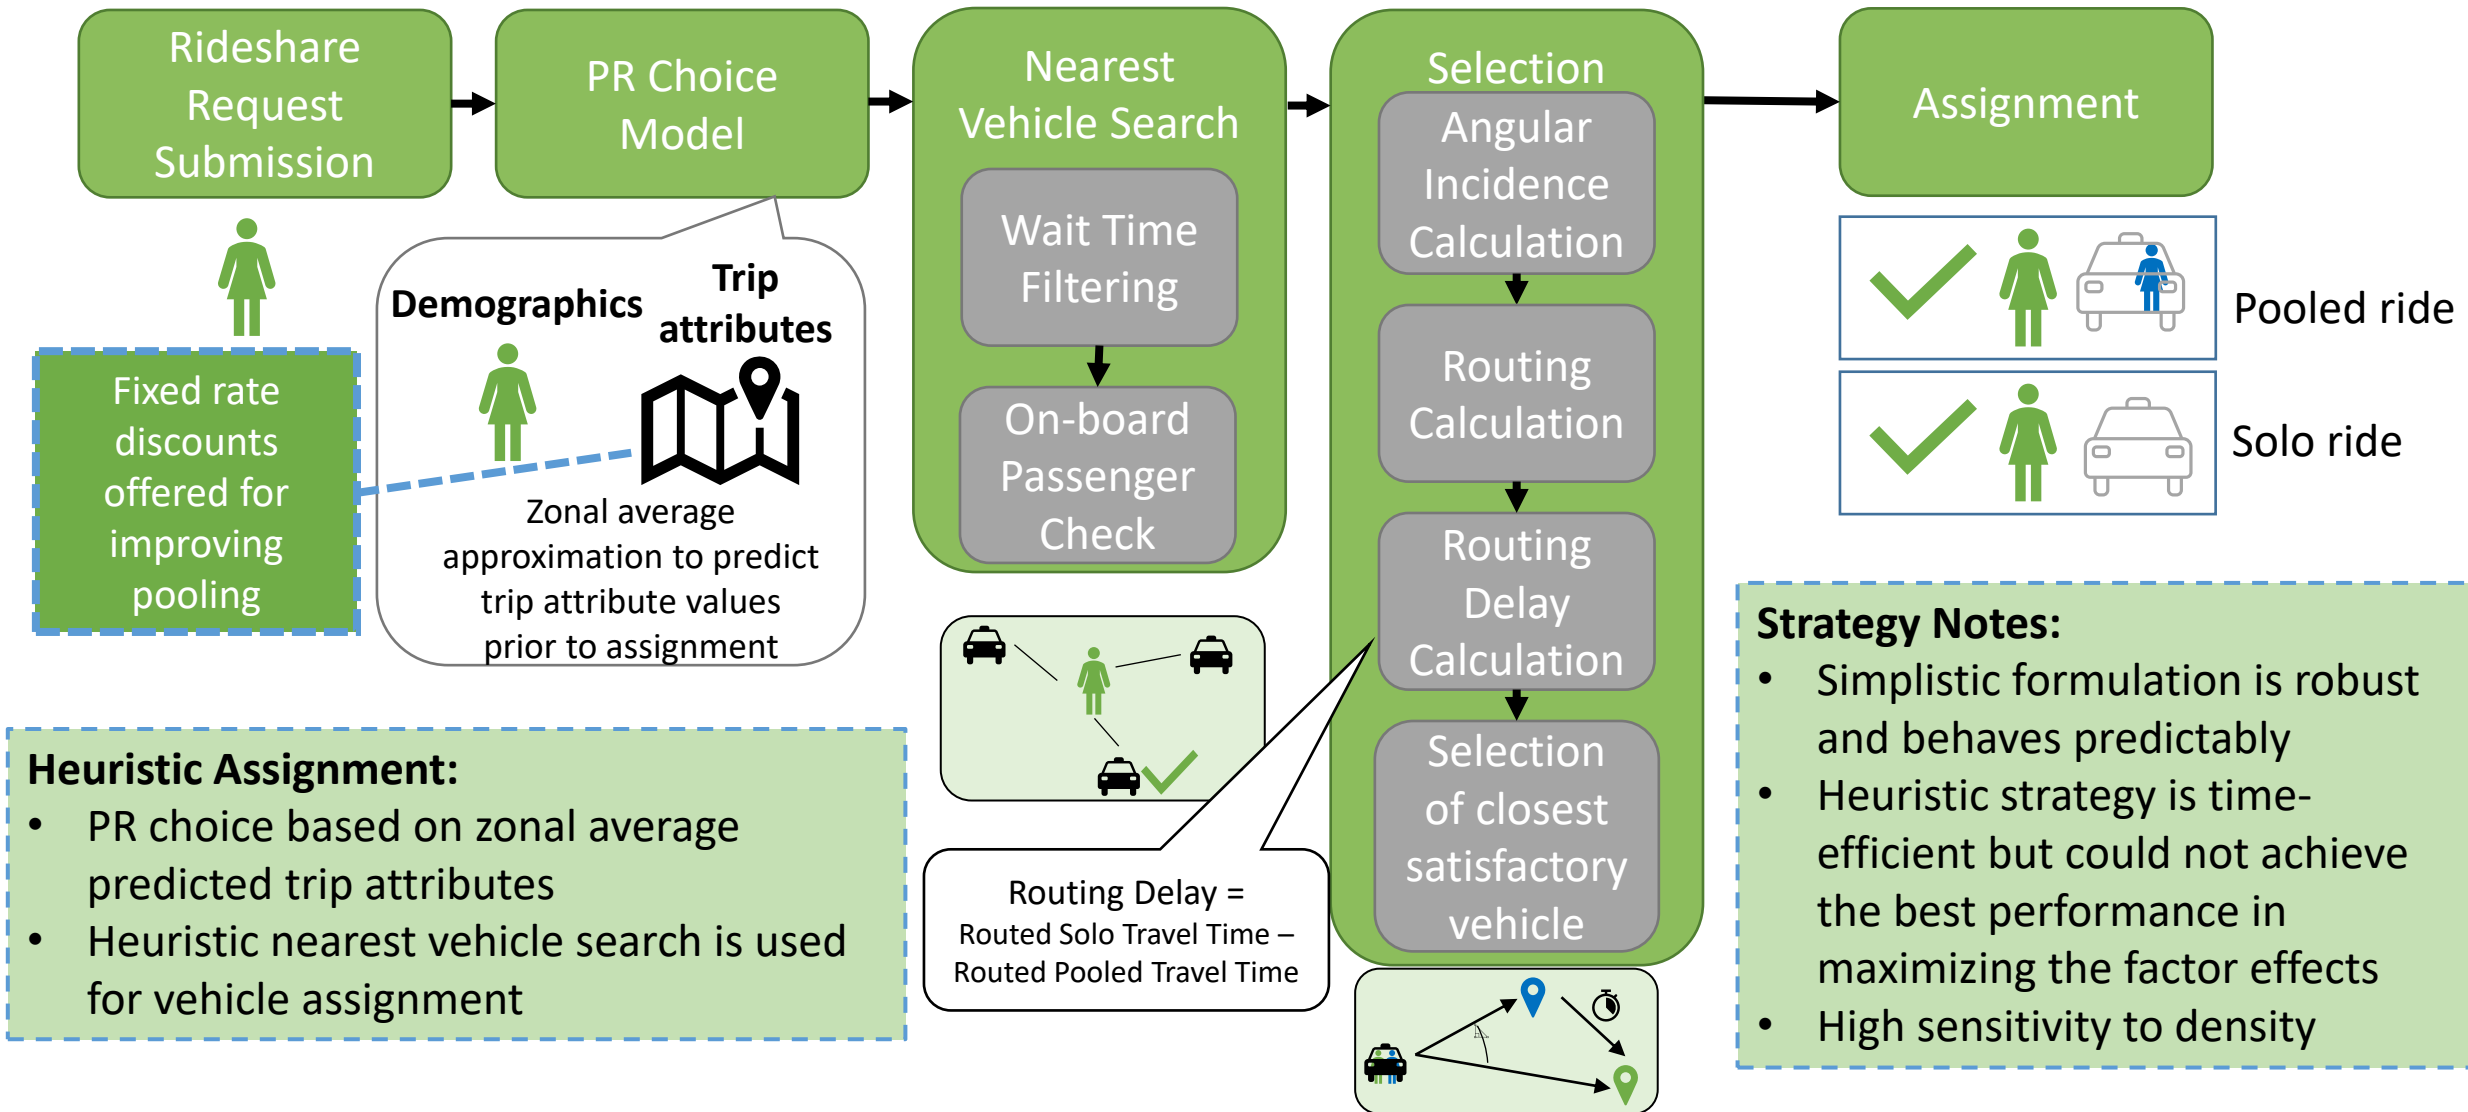 Rideshare
Request
Submission
PR Choice
Model
Nearest
Vehicle Search
Wait Time
Filtering
On-board
Passenger
Check
Selection
Angular
Incidence
Calculation
Routing
Calculation
Routing
Delay
Calculation
Selection
of closest
satisfactory
vehicle
Assignment
Pooled ride
Solo ride
Fixed rate
discounts
offered for
improving
pooling
Demographics
Trip
attributes
Zonal average
approximation to predict
trip attribute values
prior to assignment
Routing Delay =
Routed Solo Travel Time –
Routed Pooled Travel Time
Heuristic Assignment:
• PR choice based on zonal average
predicted trip attributes
• Heuristic nearest vehicle search is used
for vehicle assignment
Strategy Notes:
• Simplistic formulation is robust
and behaves predictably
• Heuristic strategy is time-
efficient but could not achieve
the best performance in
maximizing the factor effects
• High sensitivity to density